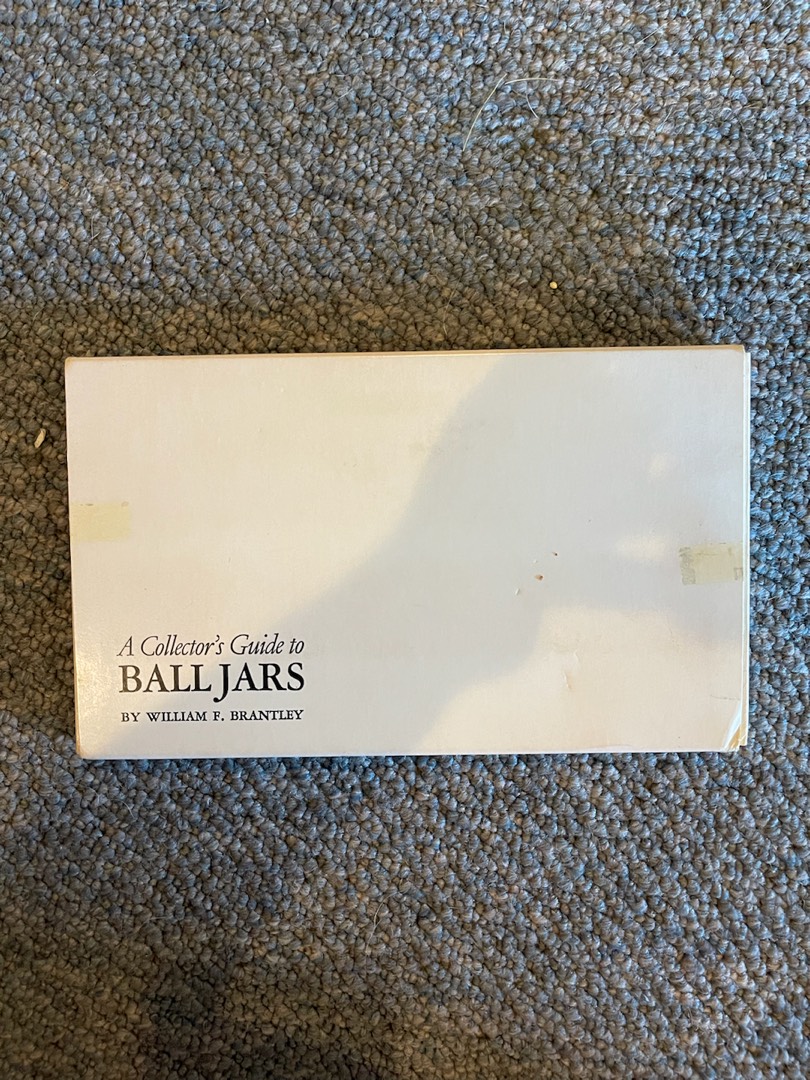 A Collector's Guide to
BALL JARS
BY WILLIAM F. BRANTLEY